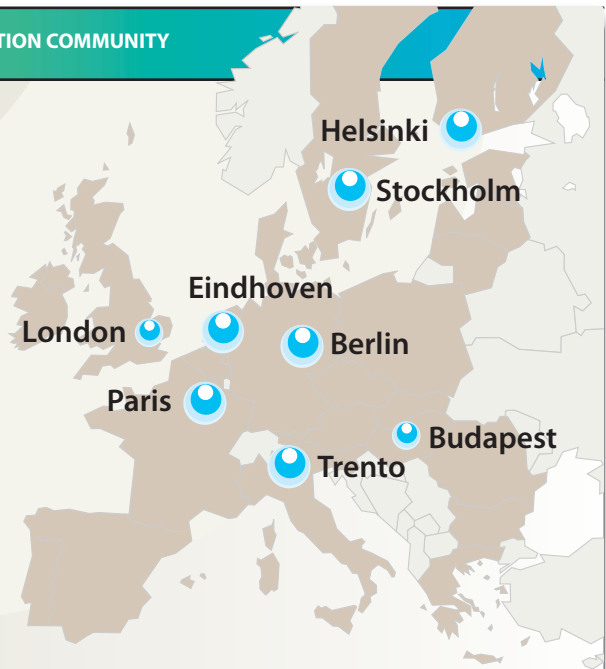 TION COMMUNITY
Helsinki
Stockholm
Eindhoven
London
Berlin
Paris
Budapest
Trento